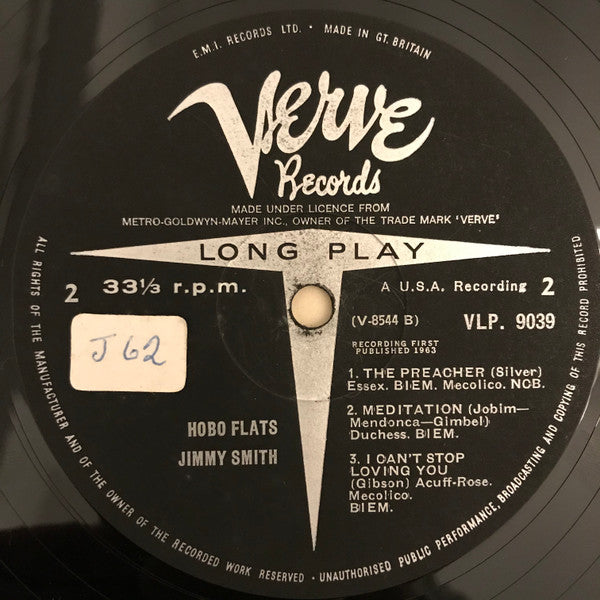 E.M.I. RECORDS LTD. · MADE IN GT. BRITAIN
Verve
Records
MADE UNDER LICENCE FROM
METRO-GOLDWYN-MAYER INC., OWNER OF THE TRADE MARK 'VERVE'
LONG PLAY
2 33⅓ r.p.m.
A U.S.A. Recording 2
(V-8544 B) VLP. 9039
RECORDING FIRST
PUBLISHED 1963
J 62
1. THE PREACHER (Silver)
Essex. BIEM. Mecolico. NCB.
2. MEDITATION (Jobim—
Mendonca—Gimbel)
Duchess. BIEM.
3. I CAN'T STOP
LOVING YOU
(Gibson) Acuff-Rose.
Mecolico.
BIEM.
HOBO FLATS
JIMMY SMITH
ALL RIGHTS OF THE MANUFACTURER AND OF THE OWNER OF THE RECORDED WORK RESERVED · UNAUTHORISED PUBLIC PERFORMANCE, BROADCASTING AND COPYING OF THIS RECORD PROHIBITED.